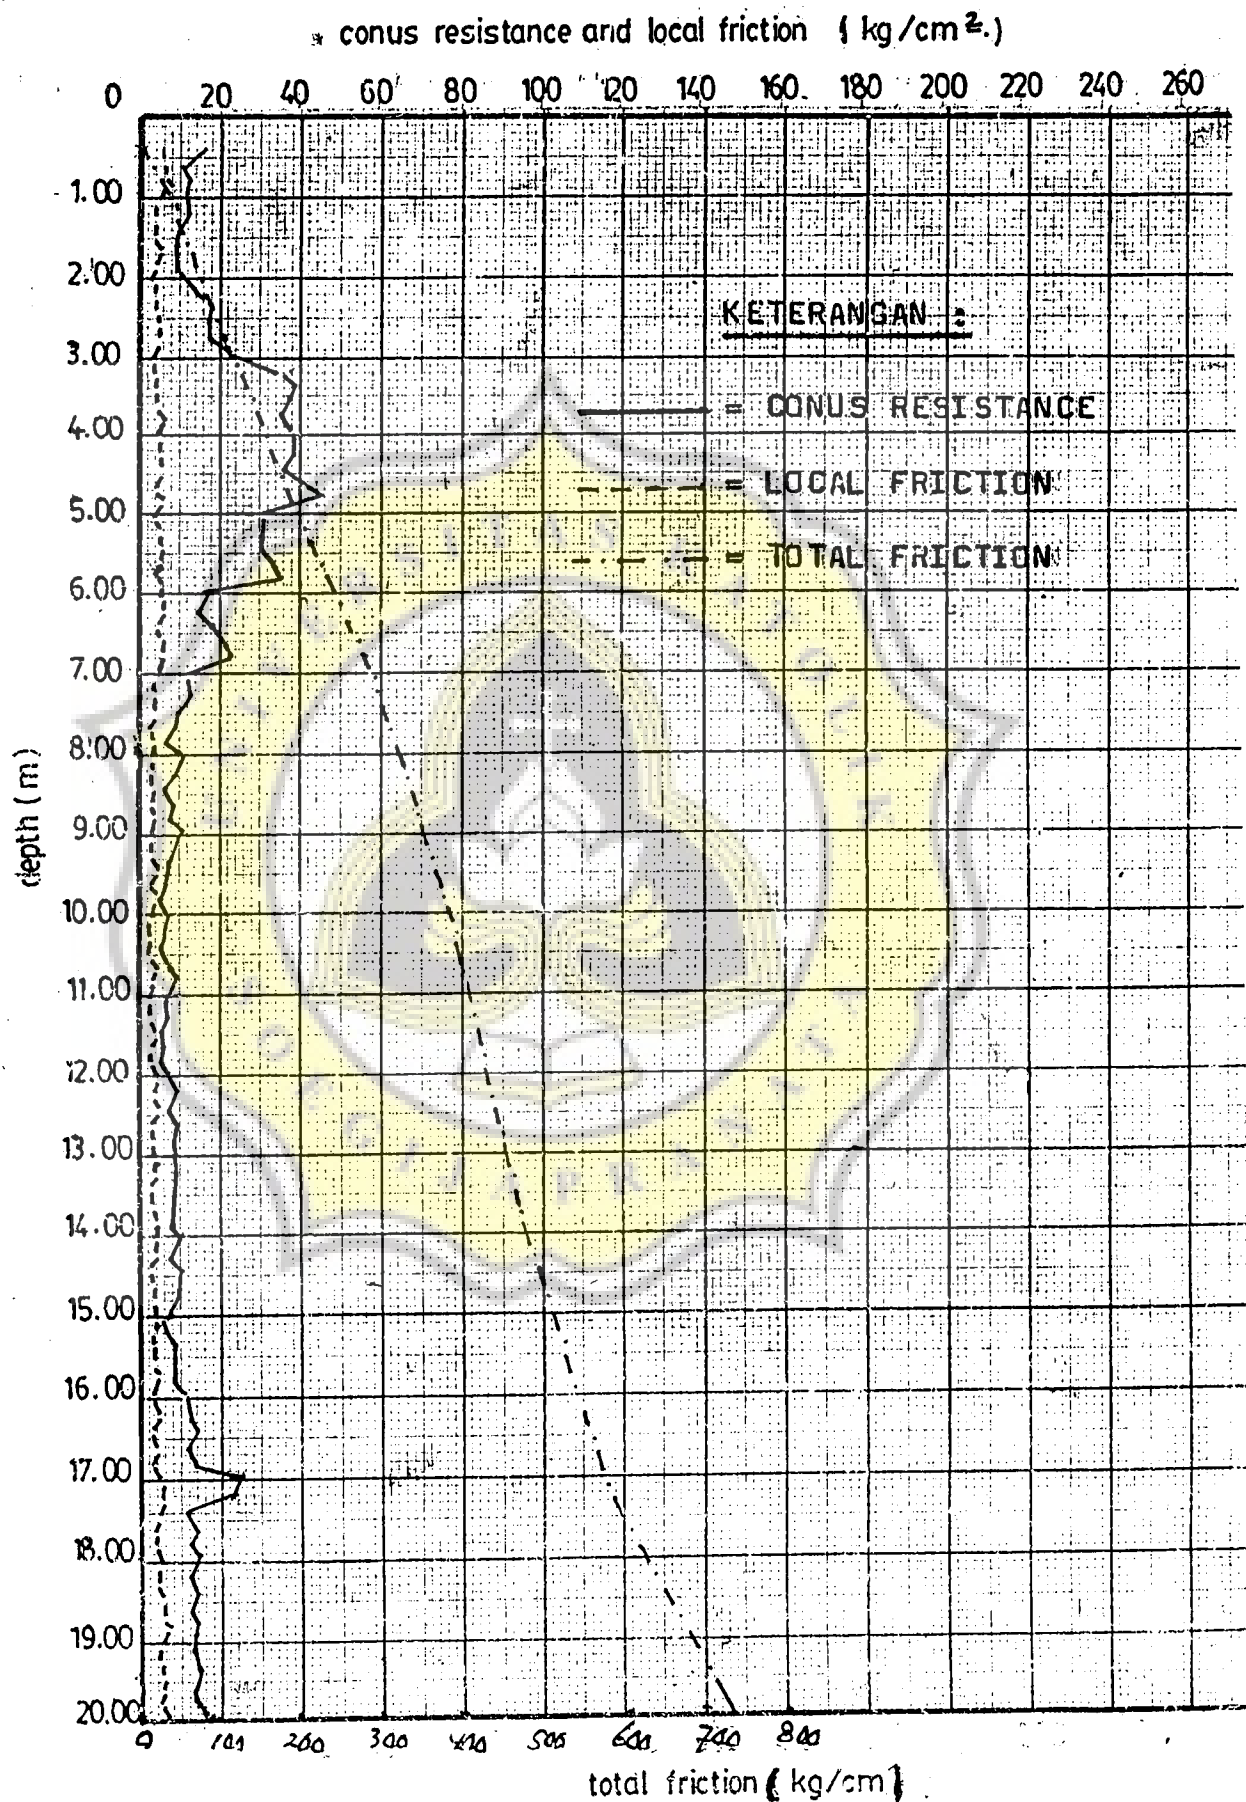 conus resistance and local friction ( kg/cm².)
0 20 40 60 80 100 120 140 160. 180 200 220 240 260
1.00
2.00
3.00
4.00
5.00
6.00
7.00
8.00
9.00
10.00
11.00
12.00
13.00
14.00
15.00
16.00
17.00
18.00
19.00
20.00
depth (m)
KETERANGAN :
= CONUS RESISTANCE
= LOCAL FRICTION
= TOTAL FRICTION
UNIVERSITAS KATOLIK
SOEGIJAPRANATA
0 100 200 300 400 500 600 700 800
total friction ( kg/cm)